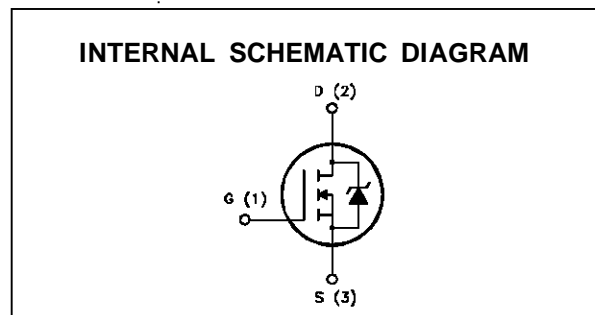 INTERNAL SCHEMATIC DIAGRAM
D (2)
G (1)
S (3)